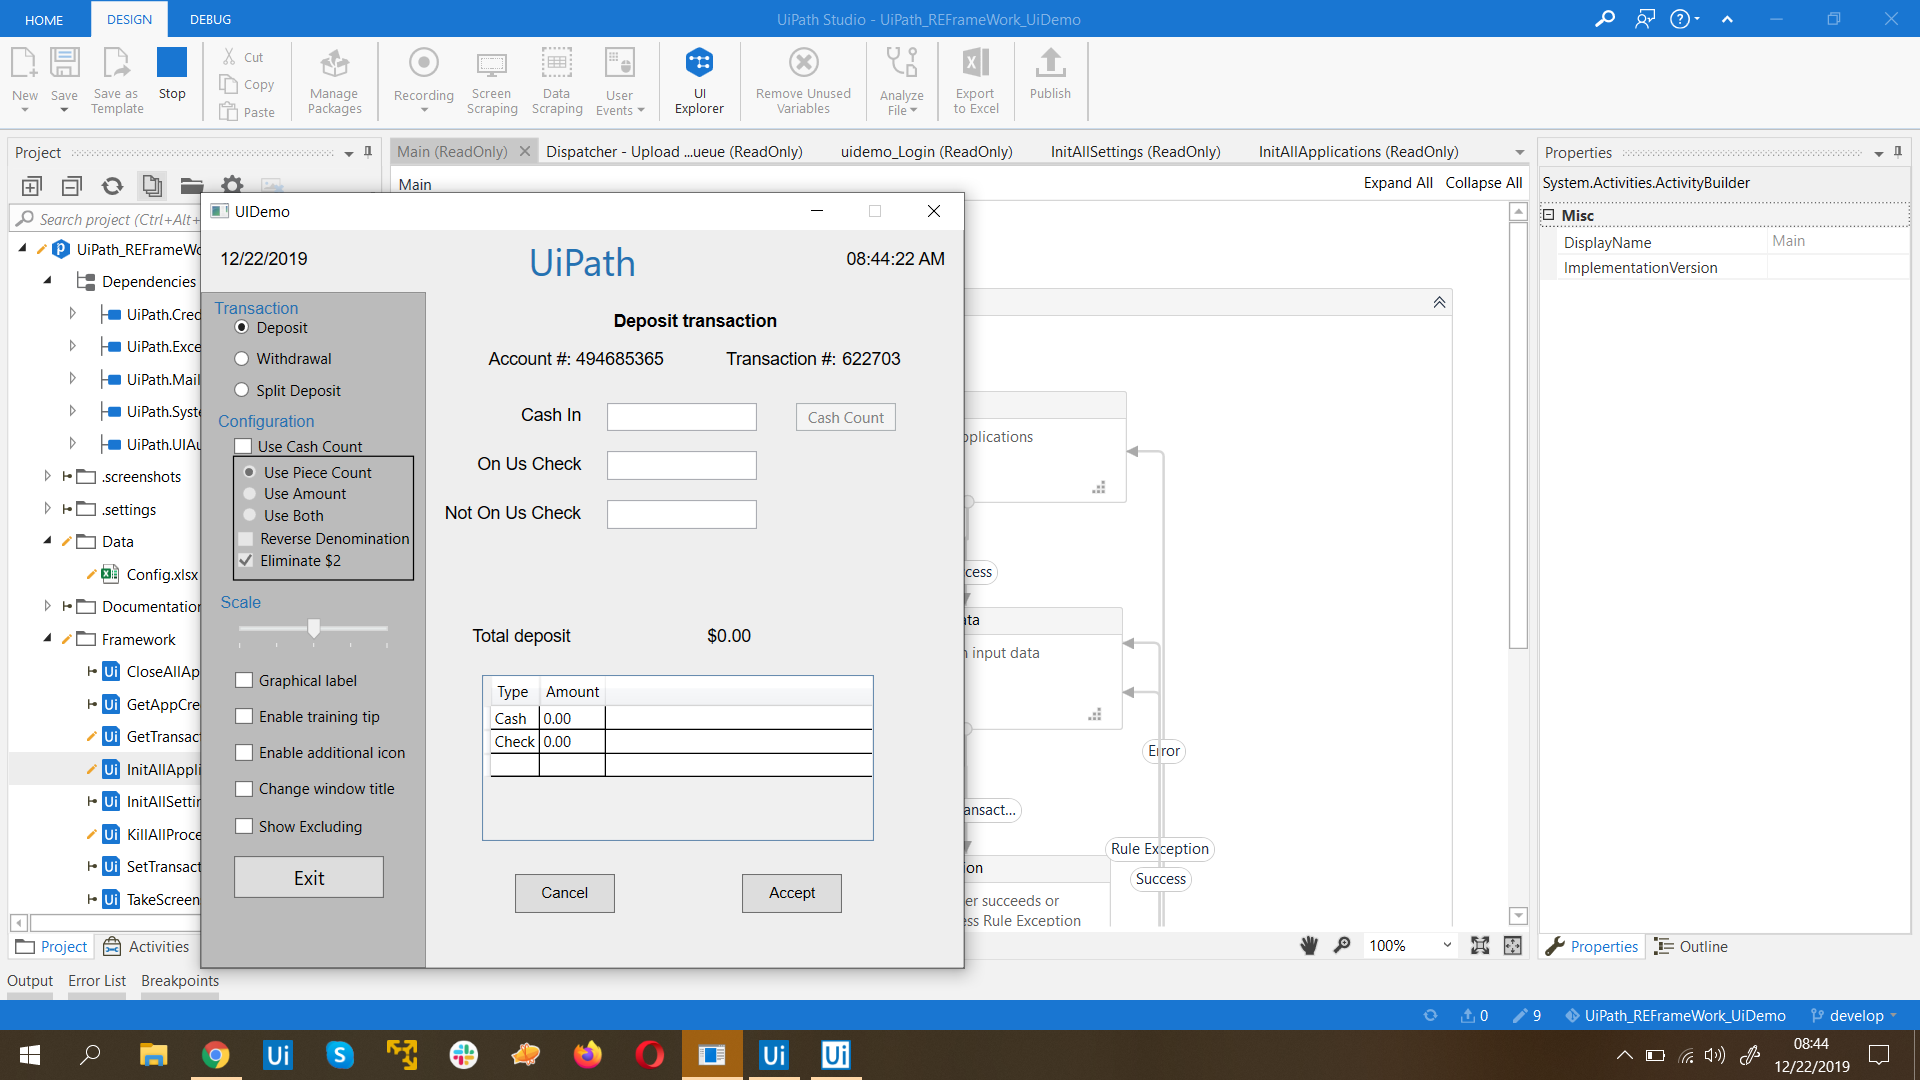 HOME DESIGN DEBUG UiPath Studio - UiPath_REFrameWork_UiDemo
New Save Save as Template Stop Cut Copy Paste Manage Packages Recording Screen Scraping Data Scraping User Events UI Explorer Remove Unused Variables Analyze File Export to Excel Publish
Project Main (ReadOnly) Dispatcher - Upload ...ueue (ReadOnly) uidemo_Login (ReadOnly) InitAllSettings (ReadOnly) InitAllApplications (ReadOnly) Properties
Main Expand All Collapse All System.Activities.ActivityBuilder
Search project (Ctrl+Alt+
Misc
DisplayName Main
ImplementationVersion
UiPath_REFrameWo
Dependencies
UiPath.Cred
UiPath.Exce
UiPath.Mail
UiPath.Syste
UiPath.UIAu
.screenshots
.settings
Data
Config.xlsx
Documentation
Framework
CloseAllAp
GetAppCre
GetTransact
InitAllAppli
InitAllSettin
KillAllProce
SetTransact
TakeScreen
Project Activities
UIDemo
12/22/2019 UiPath 08:44:22 AM
Transaction
Deposit
Withdrawal
Split Deposit
Configuration
Use Cash Count
Use Piece Count
Use Amount
Use Both
Reverse Denomination
Eliminate $2
Scale
Graphical label
Enable training tip
Enable additional icon
Change window title
Show Excluding
Exit
Deposit transaction
Account #: 494685365 Transaction #: 622703
Cash In Cash Count
On Us Check
Not On Us Check
Total deposit $0.00
Type Amount
Cash 0.00
Check 0.00
Cancel Accept
pplications
cess
ata
n input data
Error
ansact...
Rule Exception
ion
Success
er succeeds or
ess Rule Exception
100%
Properties Outline
Output Error List Breakpoints
0 9 UiPath_REFrameWork_UiDemo develop
08:44
12/22/2019